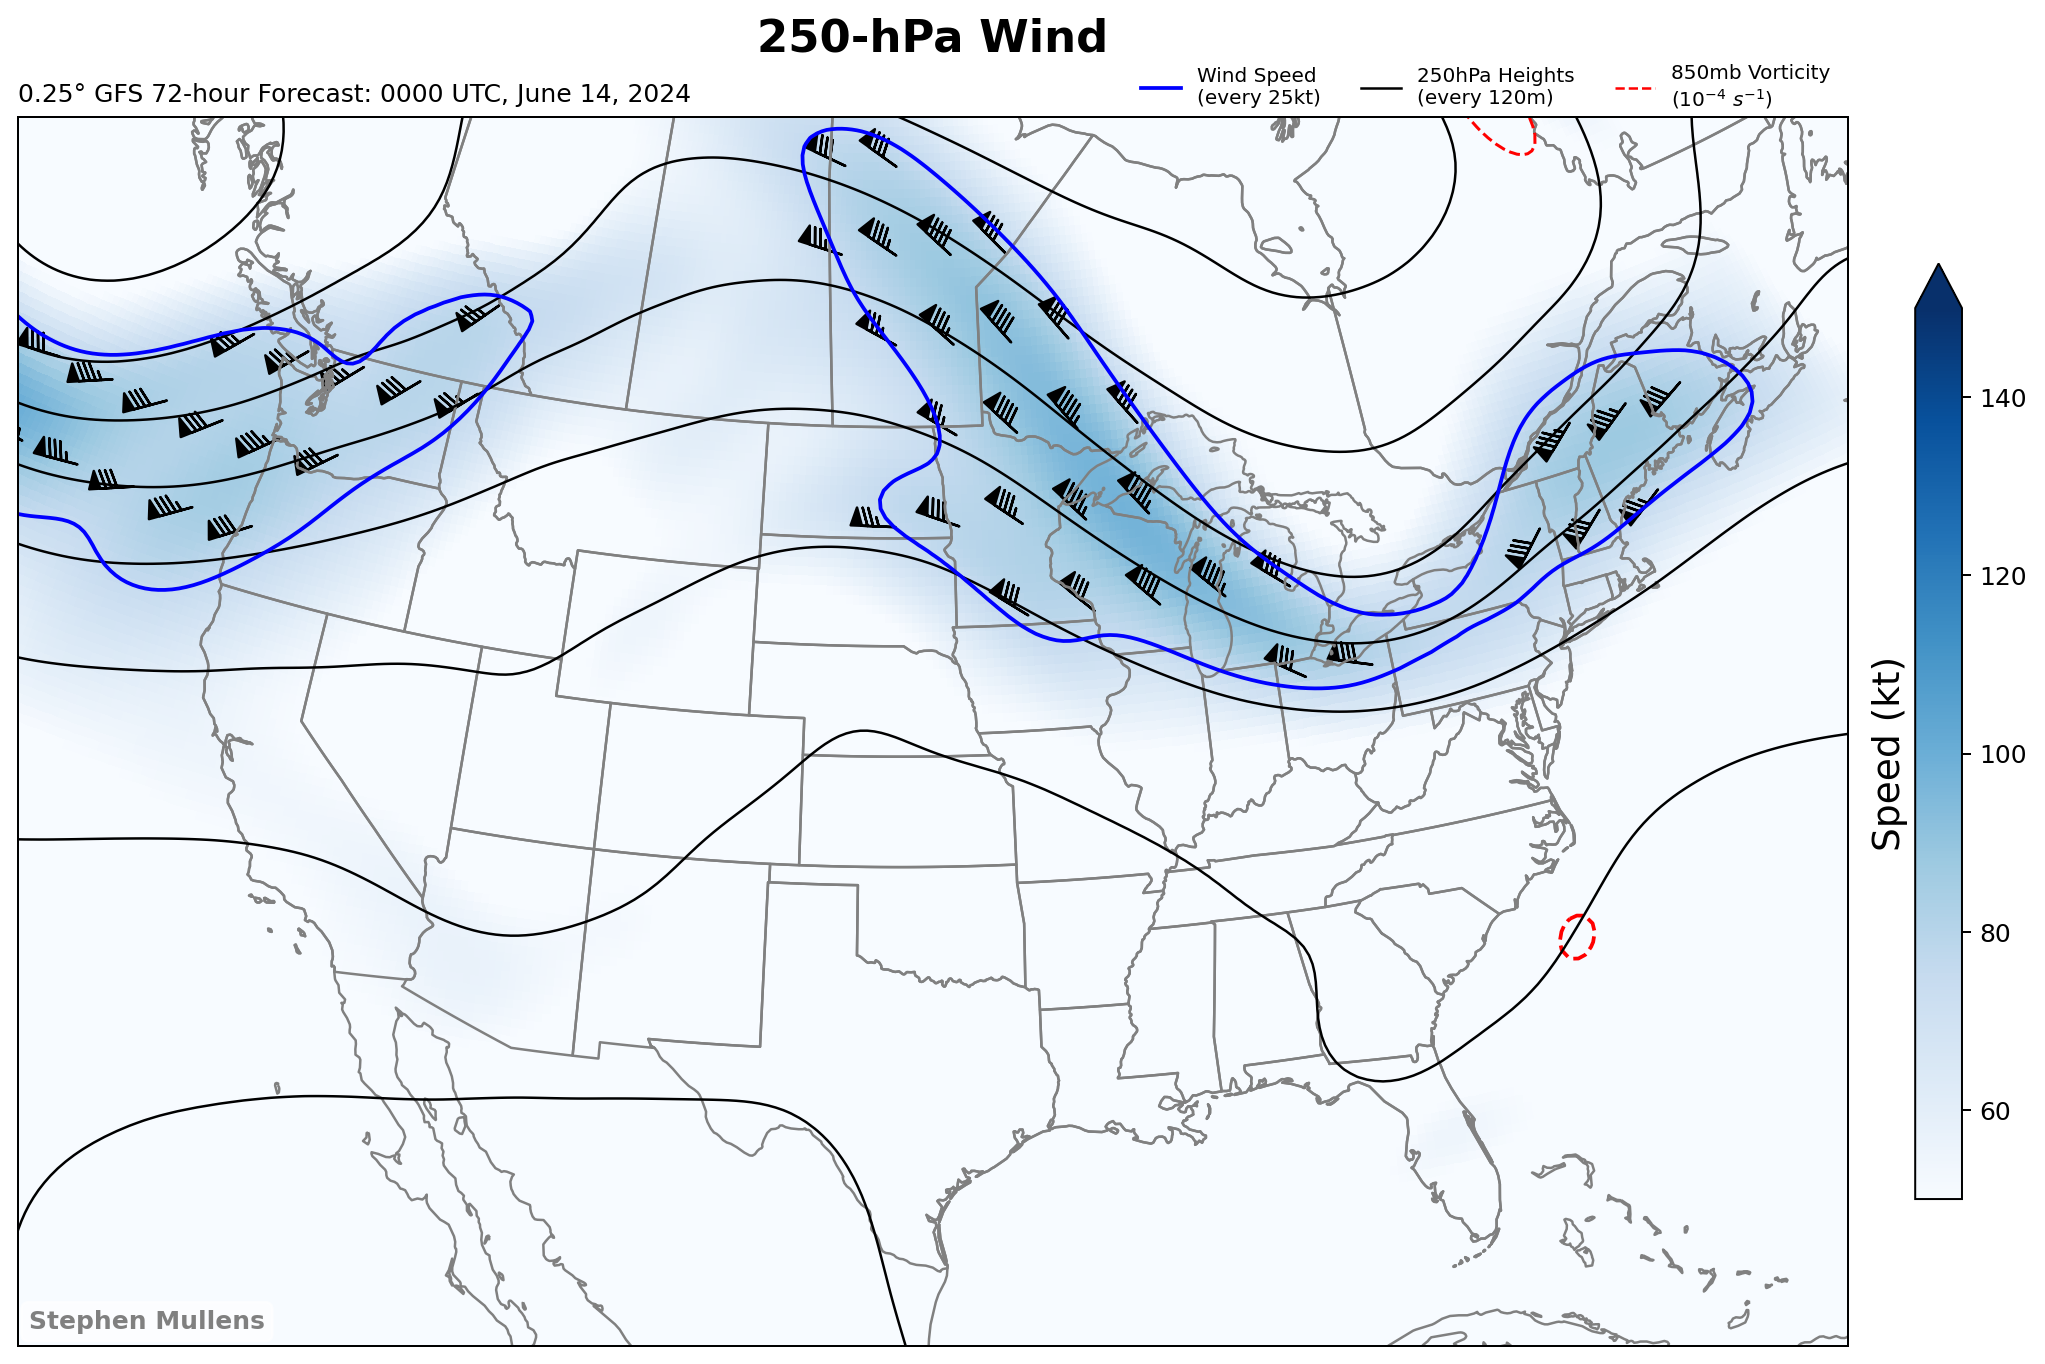 250-hPa Wind
0.25° GFS 72-hour Forecast: 0000 UTC, June 14, 2024
Wind Speed
(every 25kt)
250hPa Heights
(every 120m)
850mb Vorticity
(10⁻⁴ s⁻¹)
140
120
100
80
60
Speed (kt)
Stephen Mullens